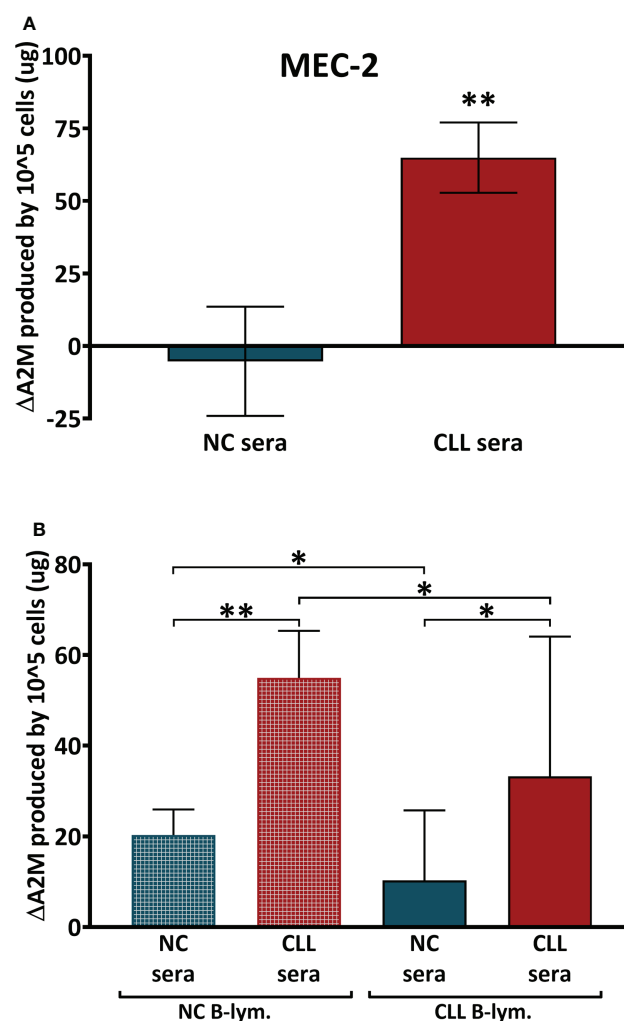 A
ΔA2M produced by 10^5 cells (ug)
MEC-2
100
75
50
25
0
-25
**
NC sera CLL sera
B
ΔA2M produced by 10^5 cells (ug)
80
60
40
20
0
*
*
** *
NC CLL NC CLL
sera sera sera sera
NC B-lym. CLL B-lym.